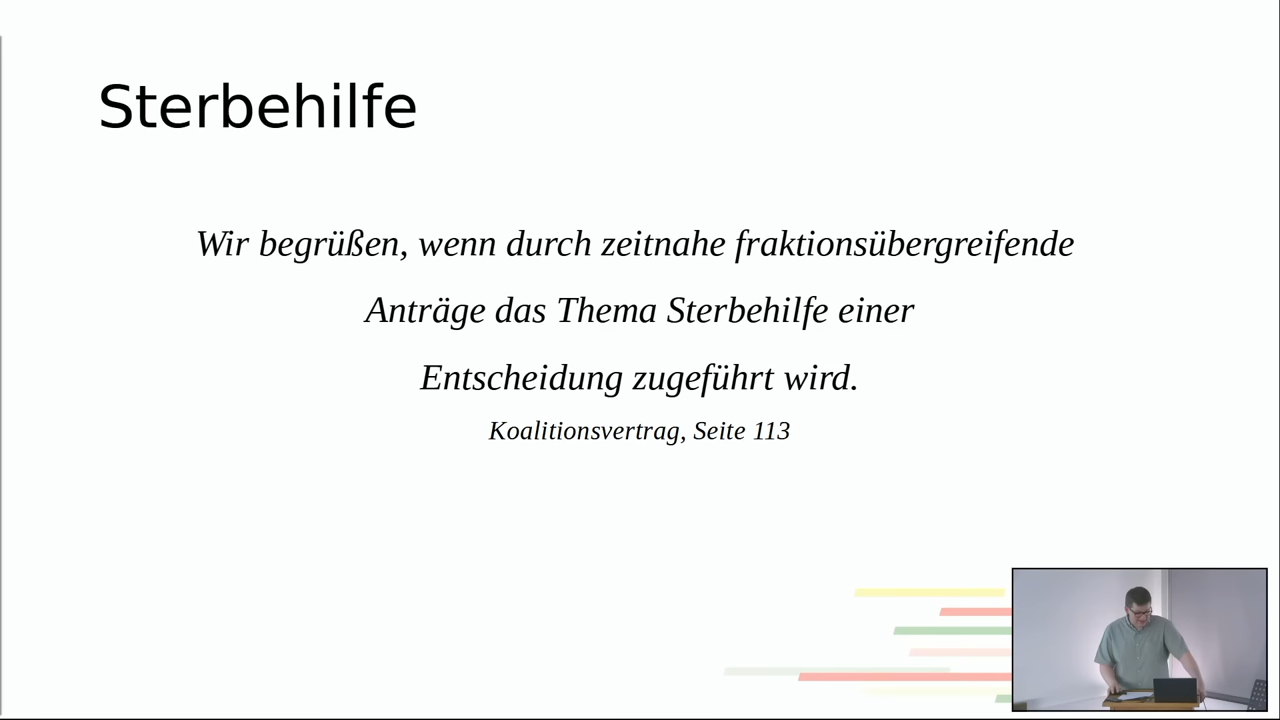 Sterbehilfe
Wir begrüßen, wenn durch zeitnahe fraktionsübergreifende
Anträge das Thema Sterbehilfe einer
Entscheidung zugeführt wird.
Koalitionsvertrag, Seite 113